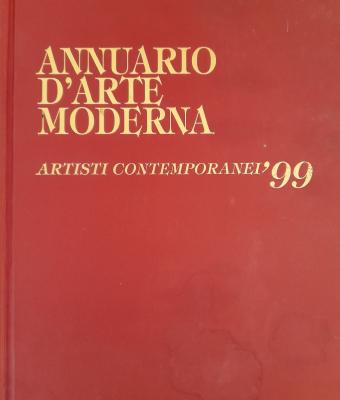 ANNUARIO
D'ARTE
MODERNA
ARTISTI CONTEMPORANEI '99